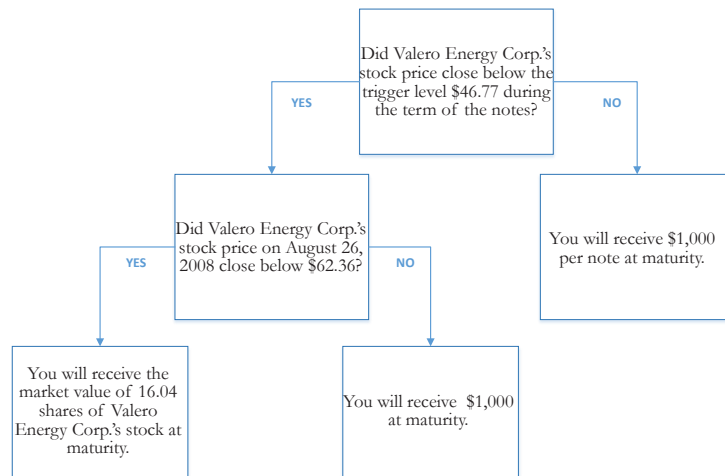 Did Valero Energy Corp.'s
stock price close below the
trigger level $46.77 during
the term of the notes?
YES
NO
Did Valero Energy Corp.'s
stock price on August 26,
2008 close below $62.36?
You will receive $1,000
per note at maturity.
YES
NO
You will receive the
market value of 16.04
shares of Valero
Energy Corp.'s stock at
maturity.
You will receive $1,000
at maturity.